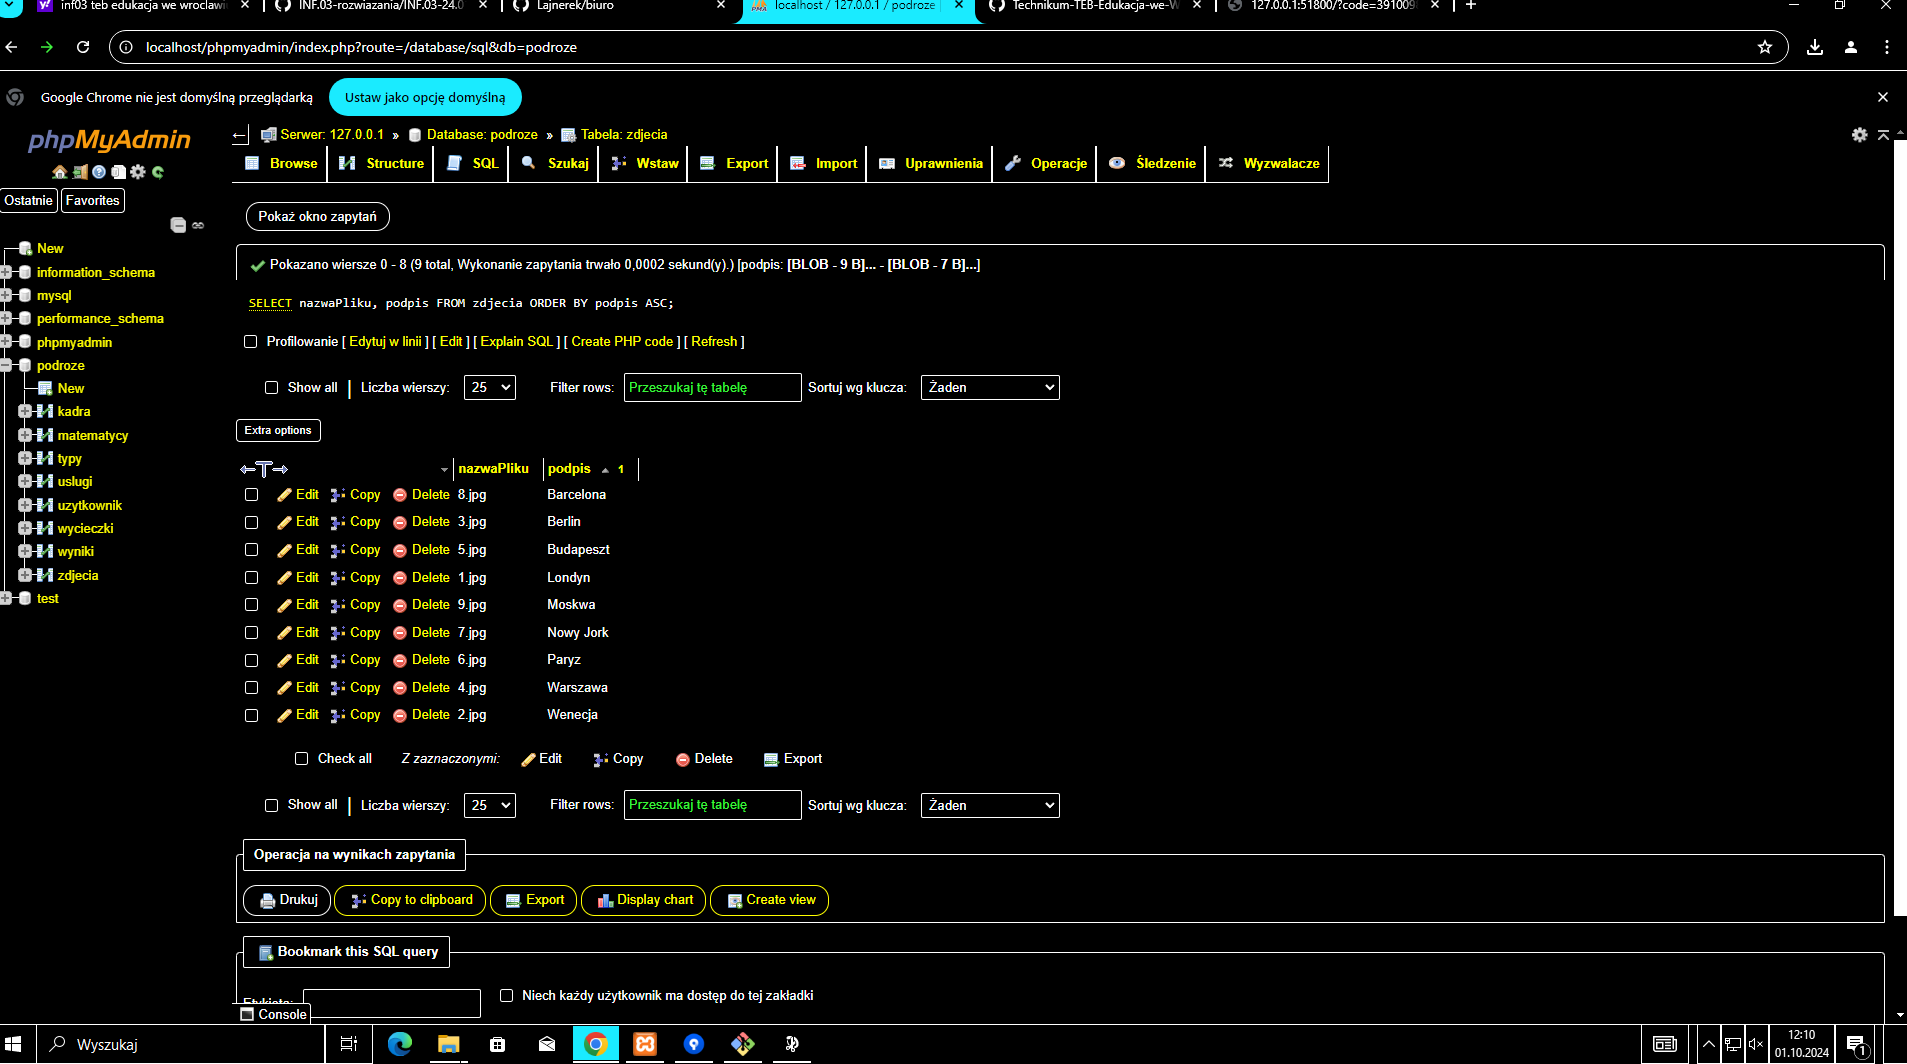 inf03 teb edukacja we wrocławi
INF.03-rozwiazania/INF.03-24.0
Lajnerek/biuro
localhost / 127.0.0.1 / podroze
Technikum-TEB-Edukacja-we-W
127.0.0.1:51800/?code=391009
localhost/phpmyadmin/index.php?route=/database/sql&db=podroze
Google Chrome nie jest domyślną przeglądarką
Ustaw jako opcję domyślną
phpMyAdmin
Ostatnie
Favorites
New
information_schema
mysql
performance_schema
phpmyadmin
podroze
New
kadra
matematycy
typy
uslugi
uzytkownik
wycieczki
wyniki
zdjecia
test
Serwer: 127.0.0.1 » Database: podroze » Tabela: zdjecia
Browse Structure SQL Szukaj Wstaw Export Import Uprawnienia Operacje Śledzenie Wyzwalacze
Pokaż okno zapytań
Pokazano wiersze 0 - 8 (9 total, Wykonanie zapytania trwało 0,0002 sekund(y).) [podpis: [BLOB - 9 B]... - [BLOB - 7 B]...]
SELECT nazwaPliku, podpis FROM zdjecia ORDER BY podpis ASC;
Profilowanie [ Edytuj w linii ] [ Edit ] [ Explain SQL ] [ Create PHP code ] [ Refresh ]
Show all | Liczba wierszy: 25 Filter rows: Przeszukaj tę tabelę Sortuj wg klucza: Żaden
Extra options
nazwaPliku podpis 1
Edit Copy Delete 8.jpg Barcelona
Edit Copy Delete 3.jpg Berlin
Edit Copy Delete 5.jpg Budapeszt
Edit Copy Delete 1.jpg Londyn
Edit Copy Delete 9.jpg Moskwa
Edit Copy Delete 7.jpg Nowy Jork
Edit Copy Delete 6.jpg Paryz
Edit Copy Delete 4.jpg Warszawa
Edit Copy Delete 2.jpg Wenecja
Check all Z zaznaczonymi: Edit Copy Delete Export
Show all | Liczba wierszy: 25 Filter rows: Przeszukaj tę tabelę Sortuj wg klucza: Żaden
Operacja na wynikach zapytania
Drukuj Copy to clipboard Export Display chart Create view
Bookmark this SQL query
Etykieta: Niech każdy użytkownik ma dostęp do tej zakładki
Console
Wyszukaj
12:10
01.10.2024
1